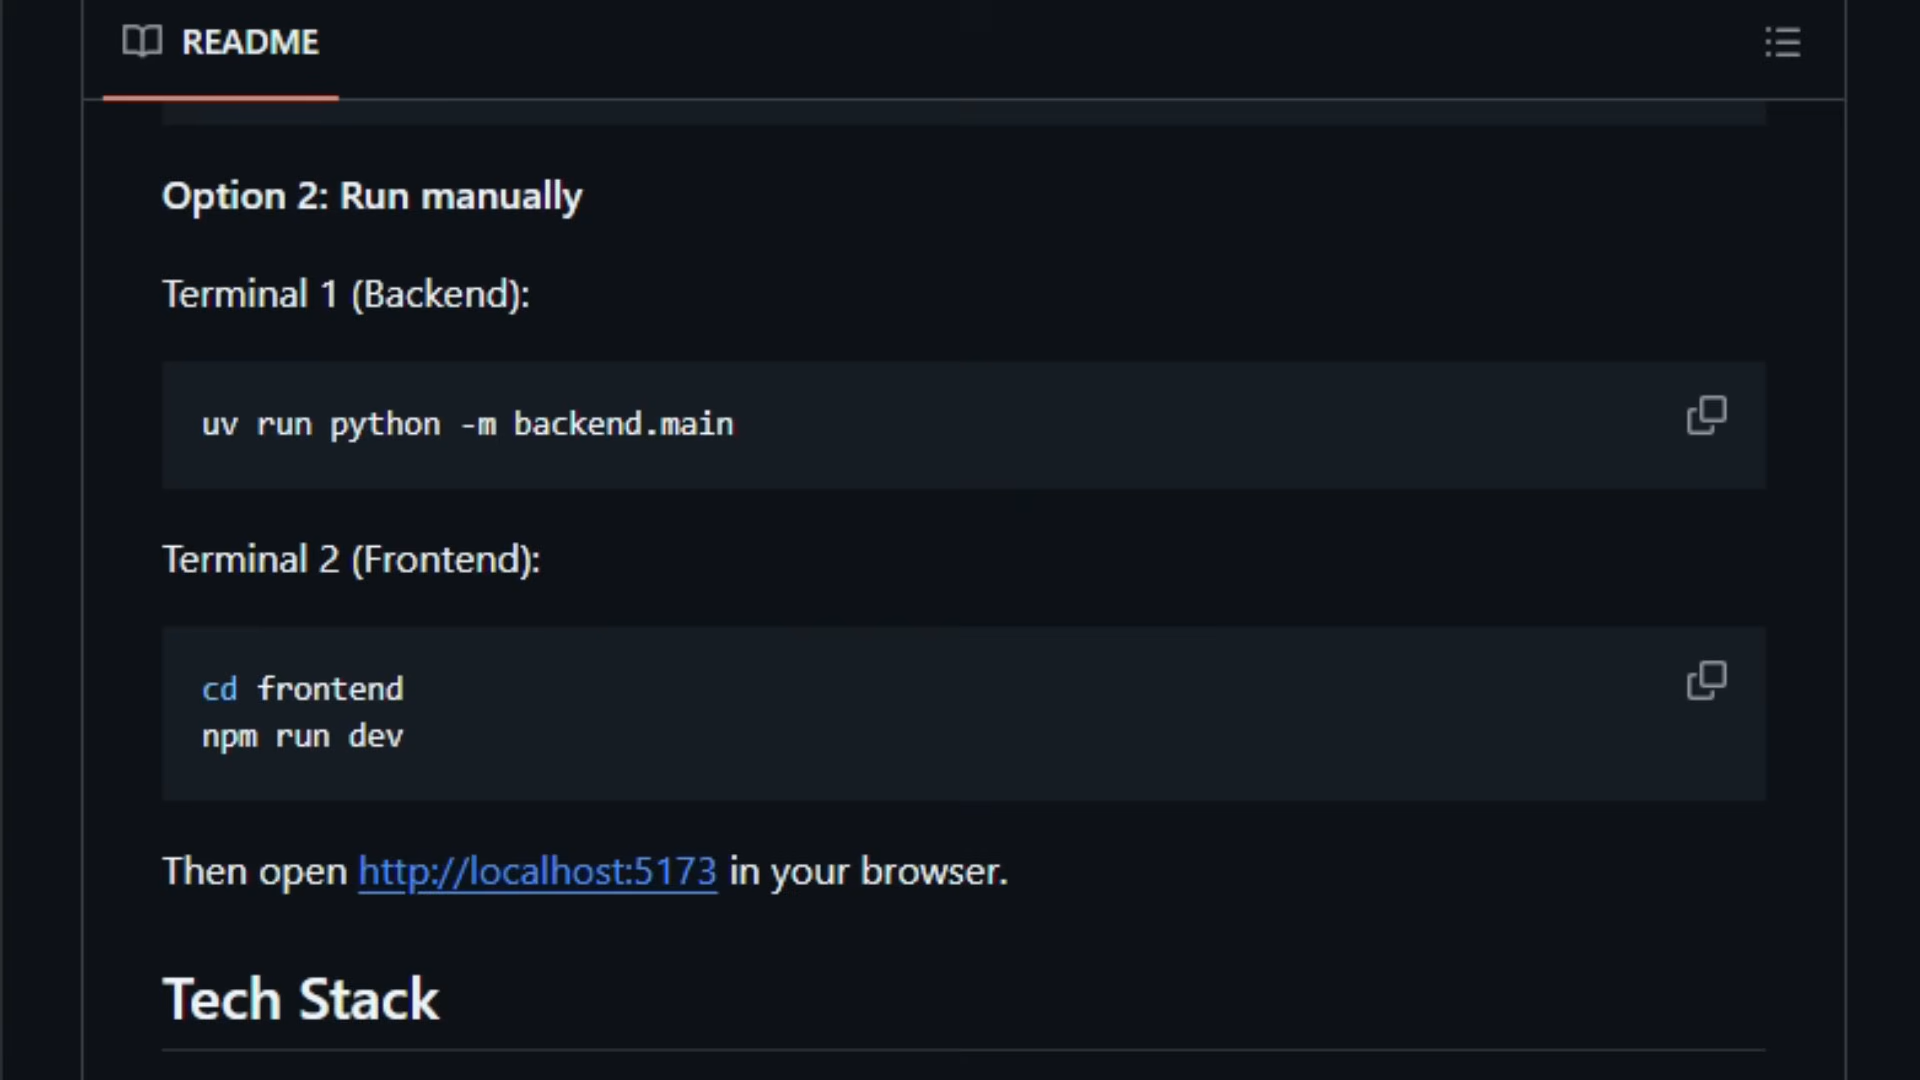 README
Option 2: Run manually
Terminal 1 (Backend):
uv run python -m backend.main
Terminal 2 (Frontend):
cd frontend
npm run dev
Then open http://localhost:5173 in your browser.
Tech Stack